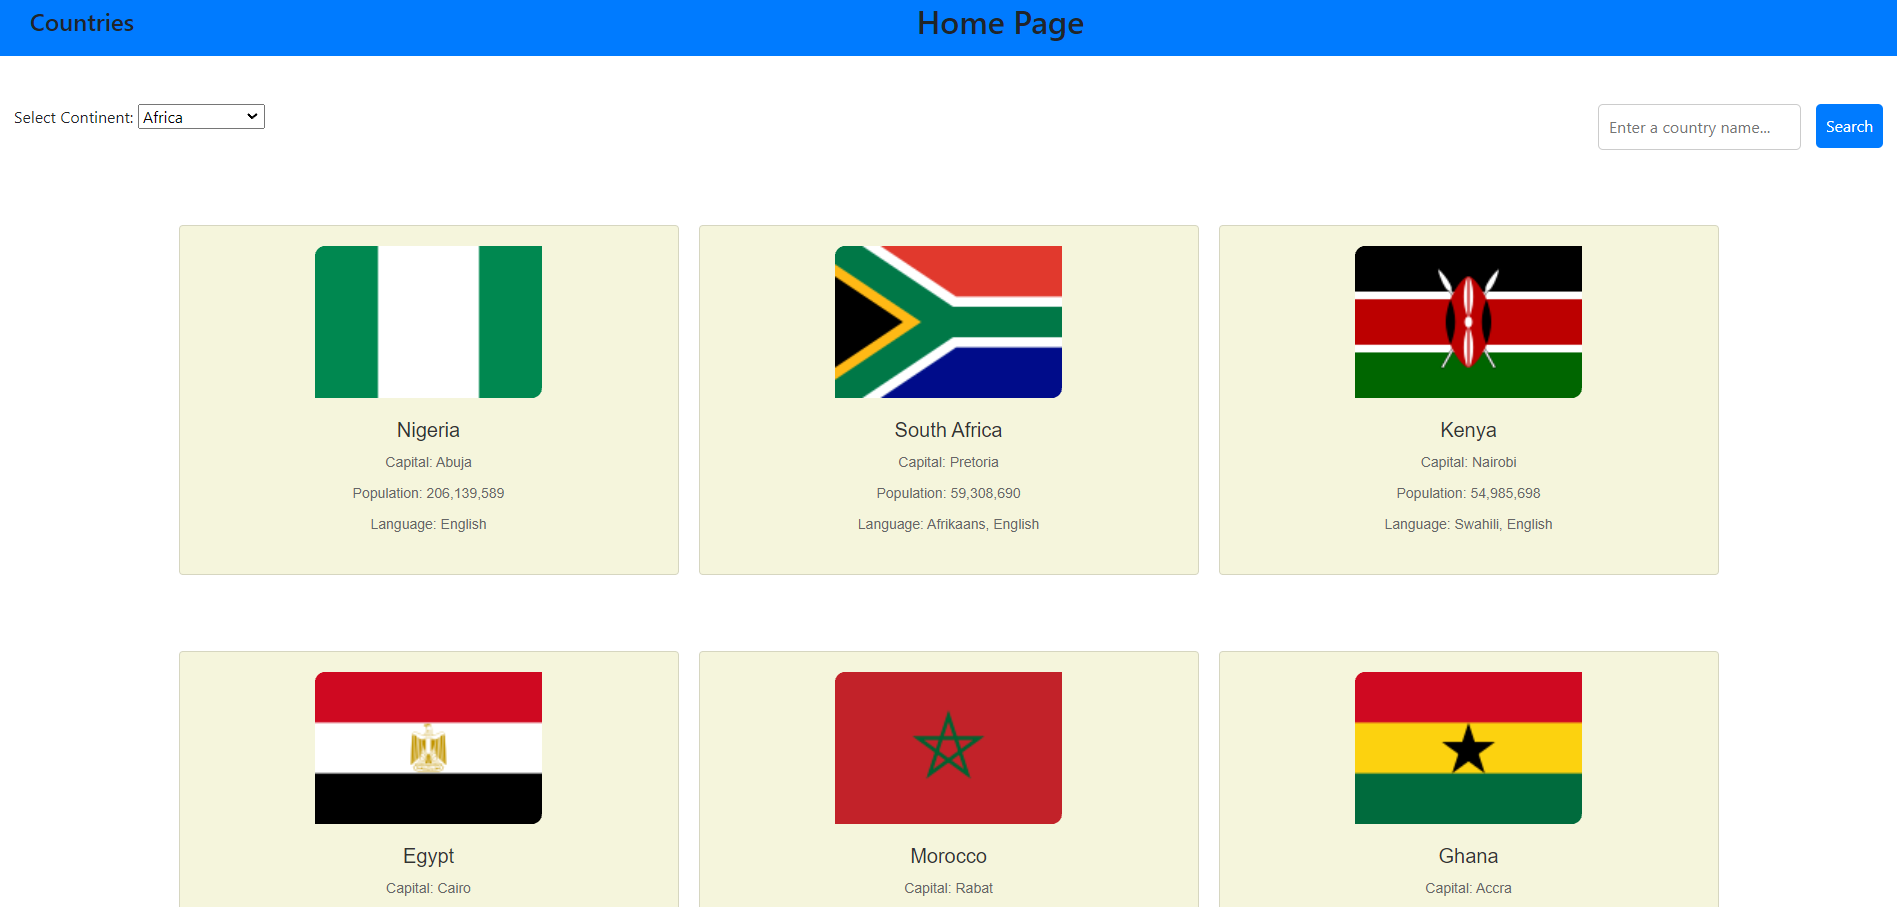 Countries
Home Page
Select Continent: Africa
Enter a country name...
Search
Nigeria
Capital: Abuja
Population: 206,139,589
Language: English
South Africa
Capital: Pretoria
Population: 59,308,690
Language: Afrikaans, English
Kenya
Capital: Nairobi
Population: 54,985,698
Language: Swahili, English
Egypt
Capital: Cairo
Morocco
Capital: Rabat
Ghana
Capital: Accra